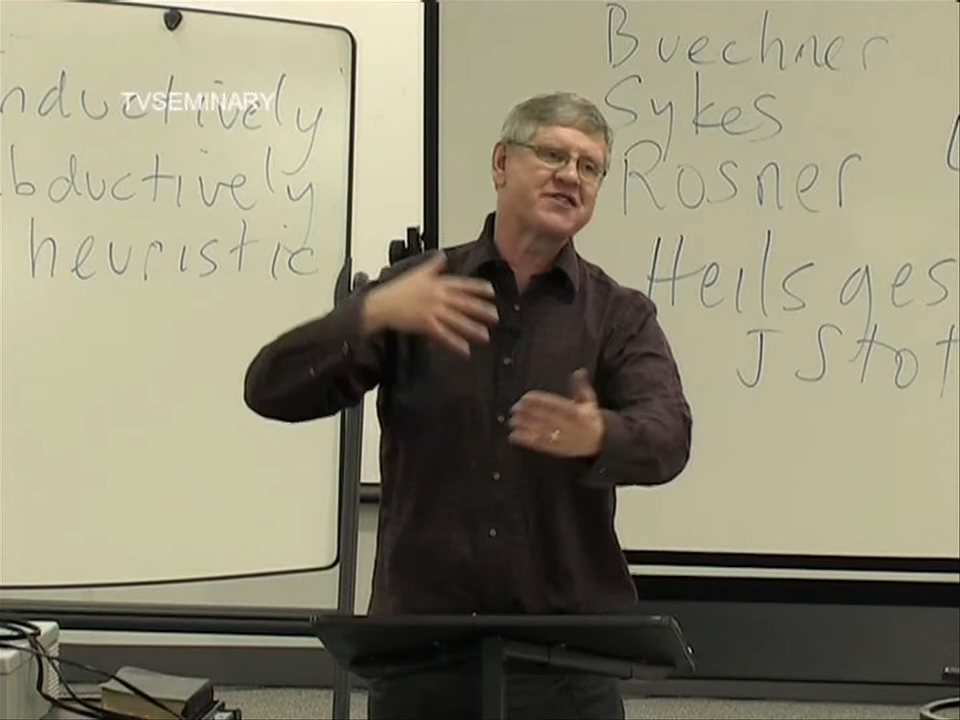 nductively
bductively
heuristic
TVSEMINARY
Buechner
Sykes
Rosner
Heilsges
J Stot